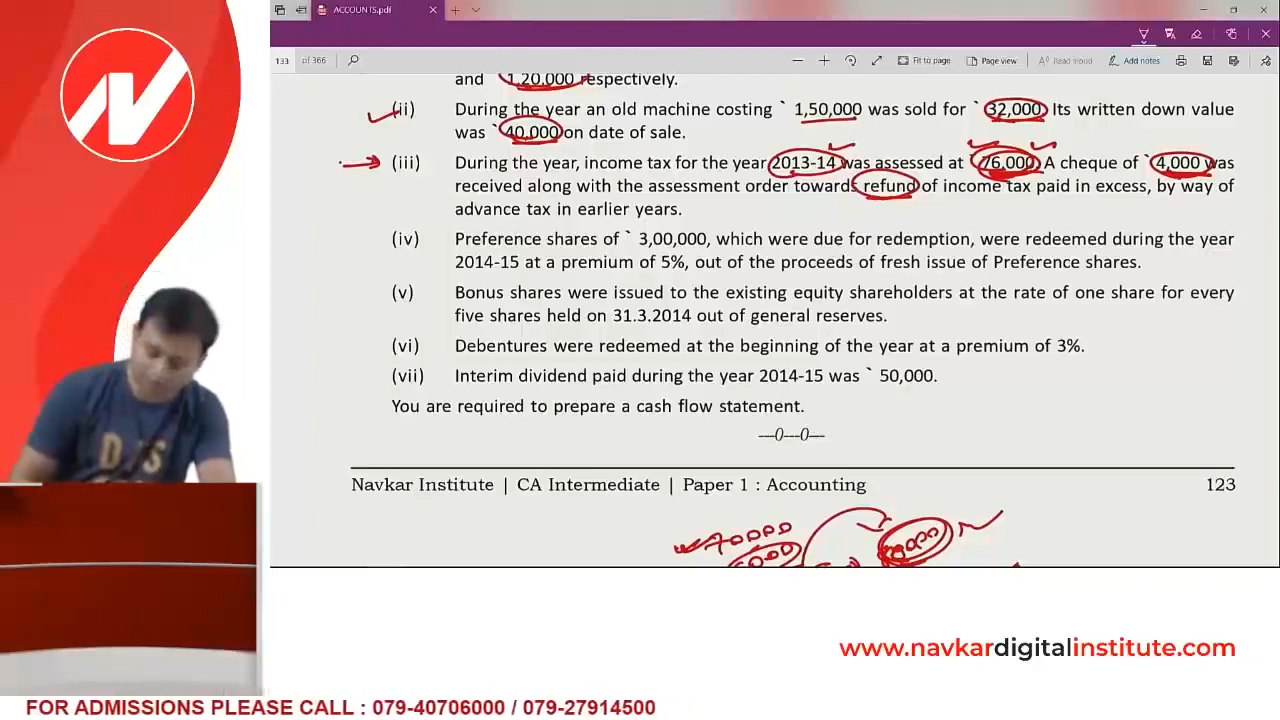 ACCOUNTS.pdf
133 of 366
Fit to page
Page view
Read aloud
Add notes
and 1,20,000 respectively.
(ii) During the year an old machine costing ` 1,50,000 was sold for ` 32,000 Its written down value
was ` 40,000 on date of sale.
(iii) During the year, income tax for the year 2013-14 was assessed at ` 76,000. A cheque of ` 4,000 was
received along with the assessment order towards refund of income tax paid in excess, by way of
advance tax in earlier years.
(iv) Preference shares of ` 3,00,000, which were due for redemption, were redeemed during the year
2014-15 at a premium of 5%, out of the proceeds of fresh issue of Preference shares.
(v) Bonus shares were issued to the existing equity shareholders at the rate of one share for every
five shares held on 31.3.2014 out of general reserves.
(vi) Debentures were redeemed at the beginning of the year at a premium of 3%.
(vii) Interim dividend paid during the year 2014-15 was ` 50,000.
You are required to prepare a cash flow statement.
---0---0---
Navkar Institute | CA Intermediate | Paper 1 : Accounting 123
70000
www.navkardigitalinstitute.com
FOR ADMISSIONS PLEASE CALL : 079-40706000 / 079-27914500